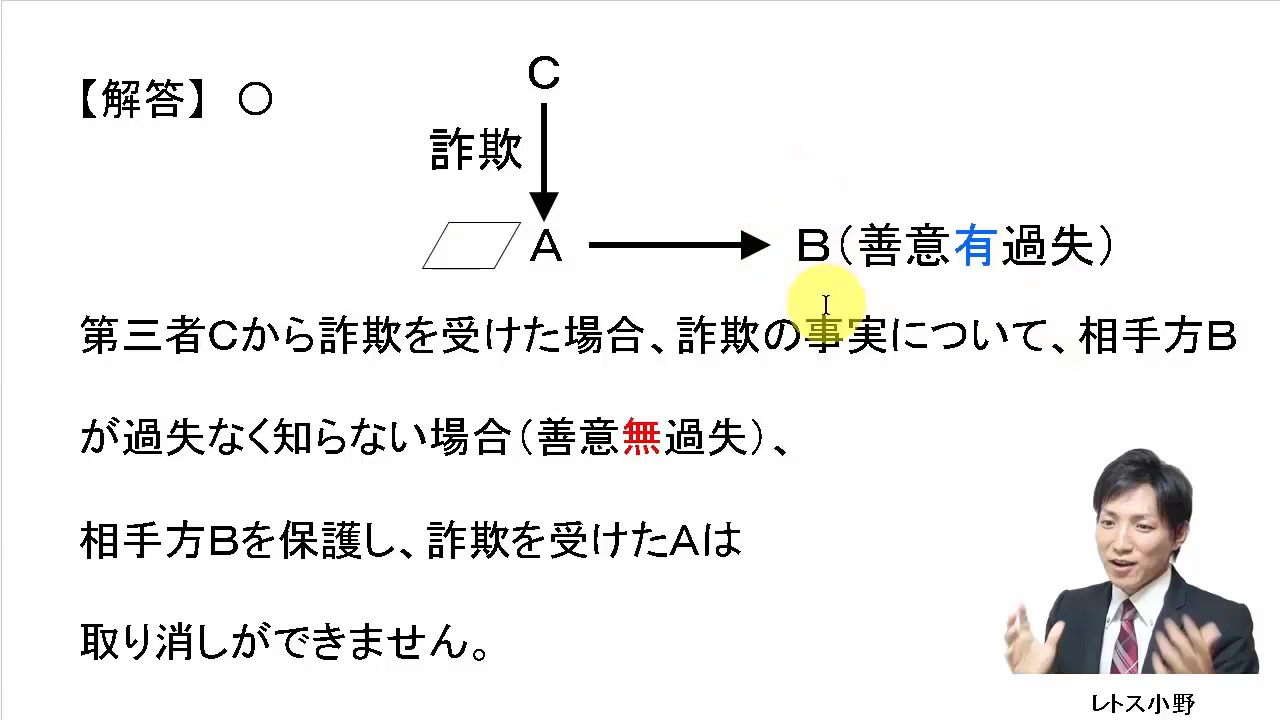 【解答】 ○
C
詐欺
A
B(善意有過失)
第三者Cから詐欺を受けた場合、詐欺の事実について、相手方B
が過失なく知らない場合(善意無過失)、
相手方Bを保護し、詐欺を受けたAは
取り消しができません。
レトス小野